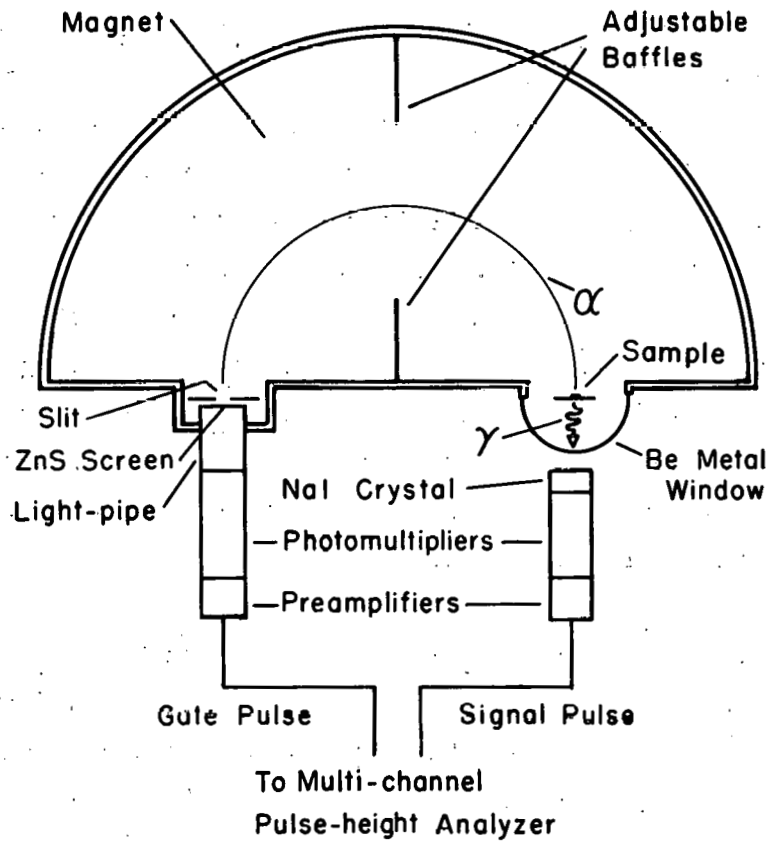 Magnet
Adjustable
Baffles
α
Sample
Slit
γ
ZnS Screen
Be Metal
Window
Light-pipe
NaI Crystal
Photomultipliers
Preamplifiers
Gate Pulse
Signal Pulse
To Multi-channel
Pulse-height Analyzer